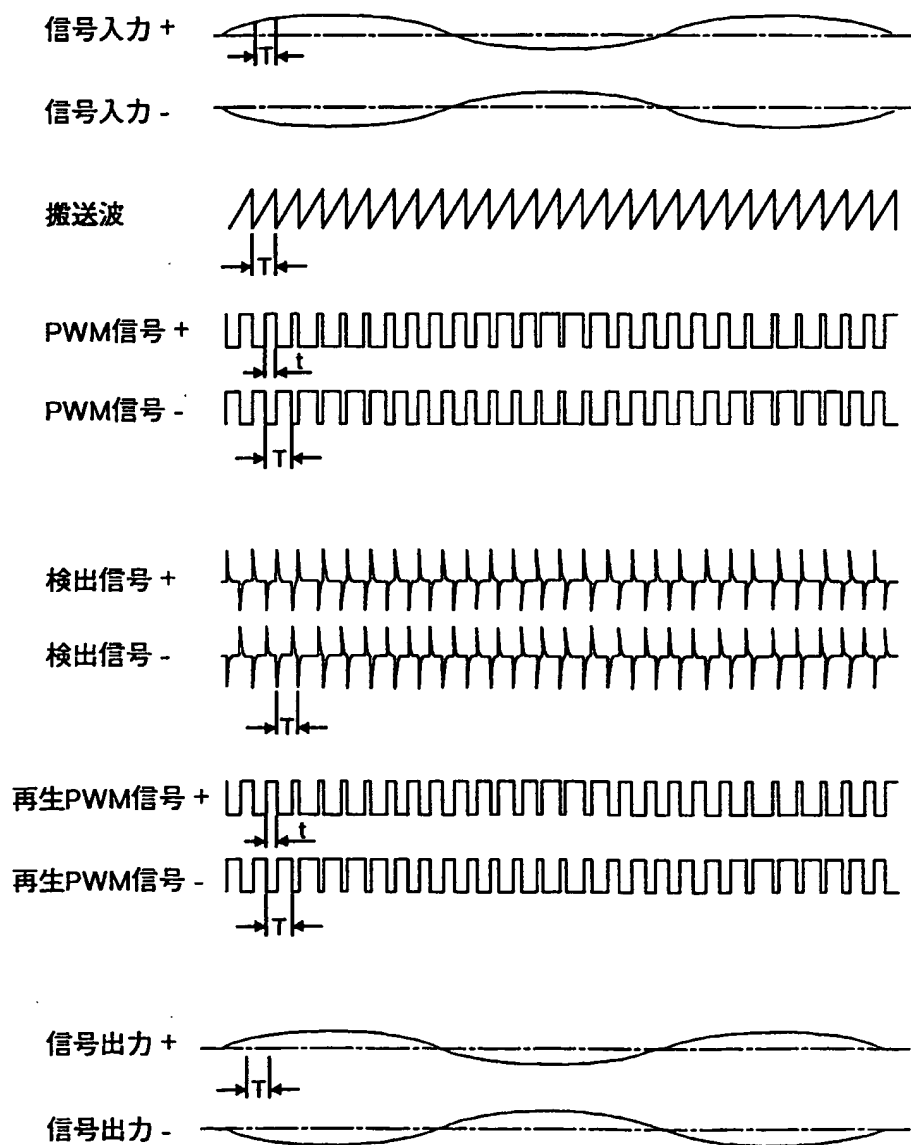 信号入力 +
T
信号入力 -
搬送波
T
PWM信号 +
t
PWM信号 -
T
検出信号 +
検出信号 -
T
再生PWM信号 +
t
再生PWM信号 -
T
信号出力 +
T
信号出力 -